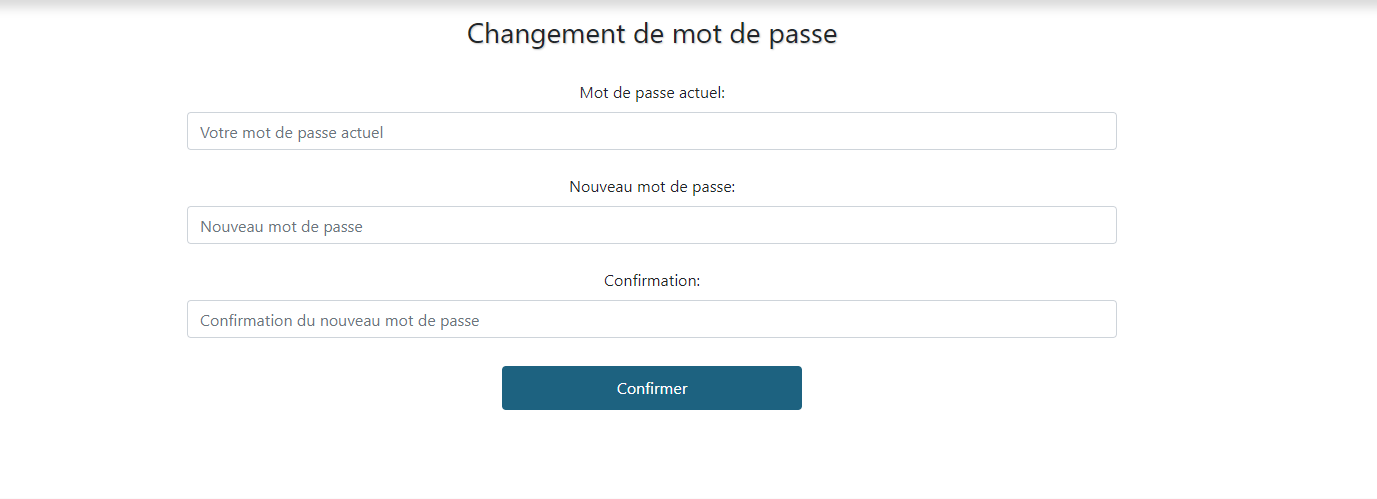 Changement de mot de passe
Mot de passe actuel:
Votre mot de passe actuel
Nouveau mot de passe:
Nouveau mot de passe
Confirmation:
Confirmation du nouveau mot de passe
Confirmer